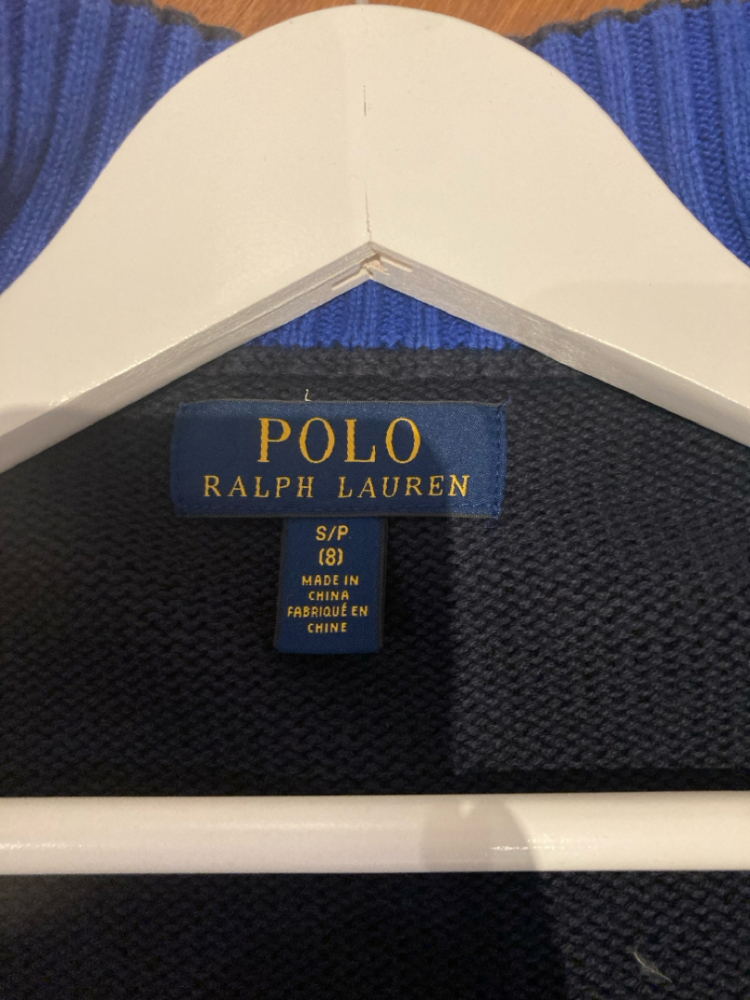 POLO
RALPH LAUREN
S/P
(8)
MADE IN
CHINA
FABRIQUÉ EN
CHINE